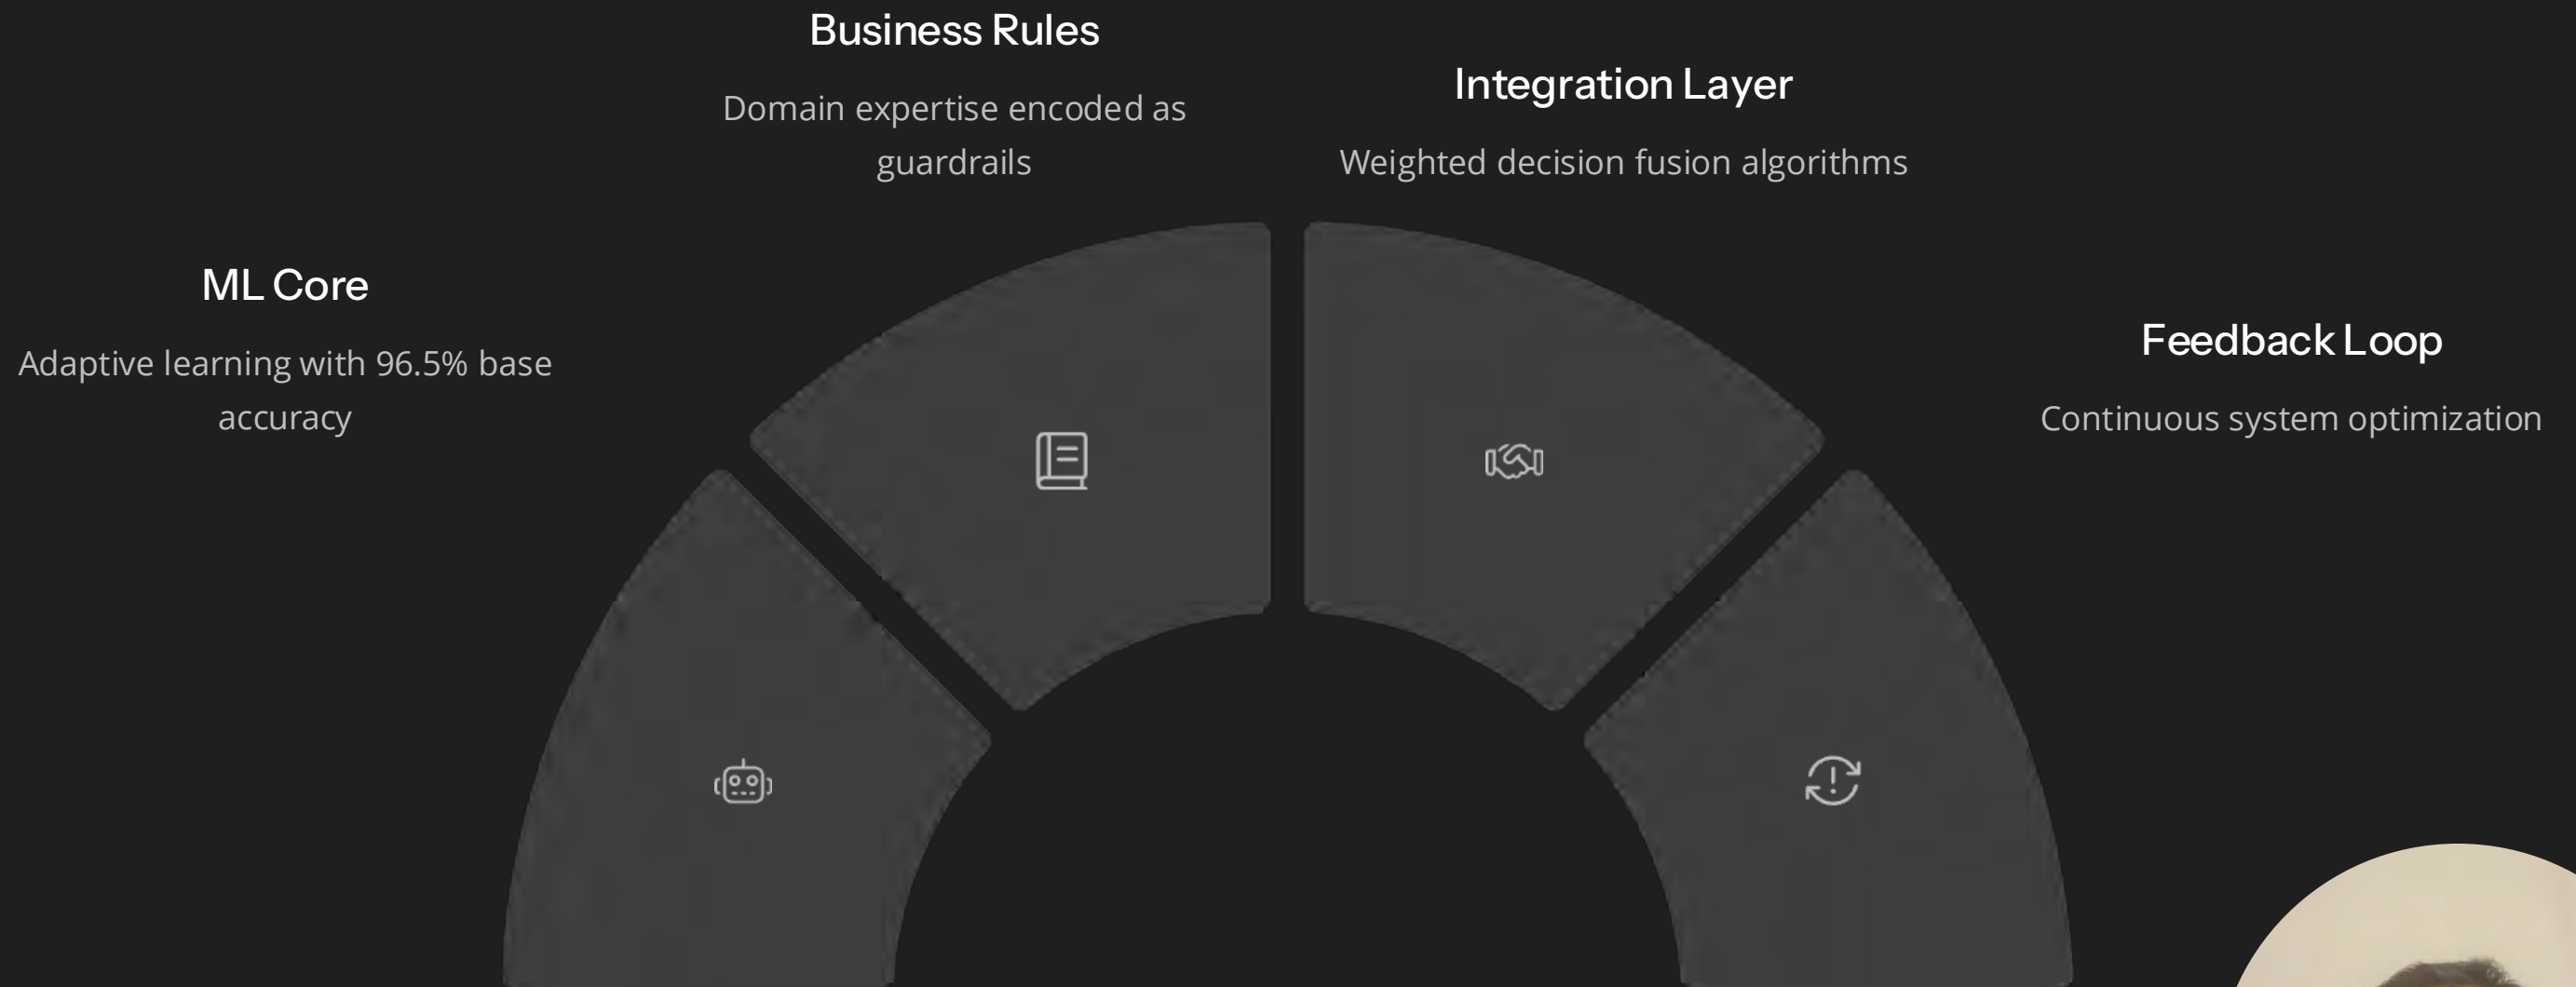 Business Rules
Domain expertise encoded as
guardrails
Integration Layer
Weighted decision fusion algorithms
ML Core
Adaptive learning with 96.5% base
accuracy
Feedback Loop
Continuous system optimization